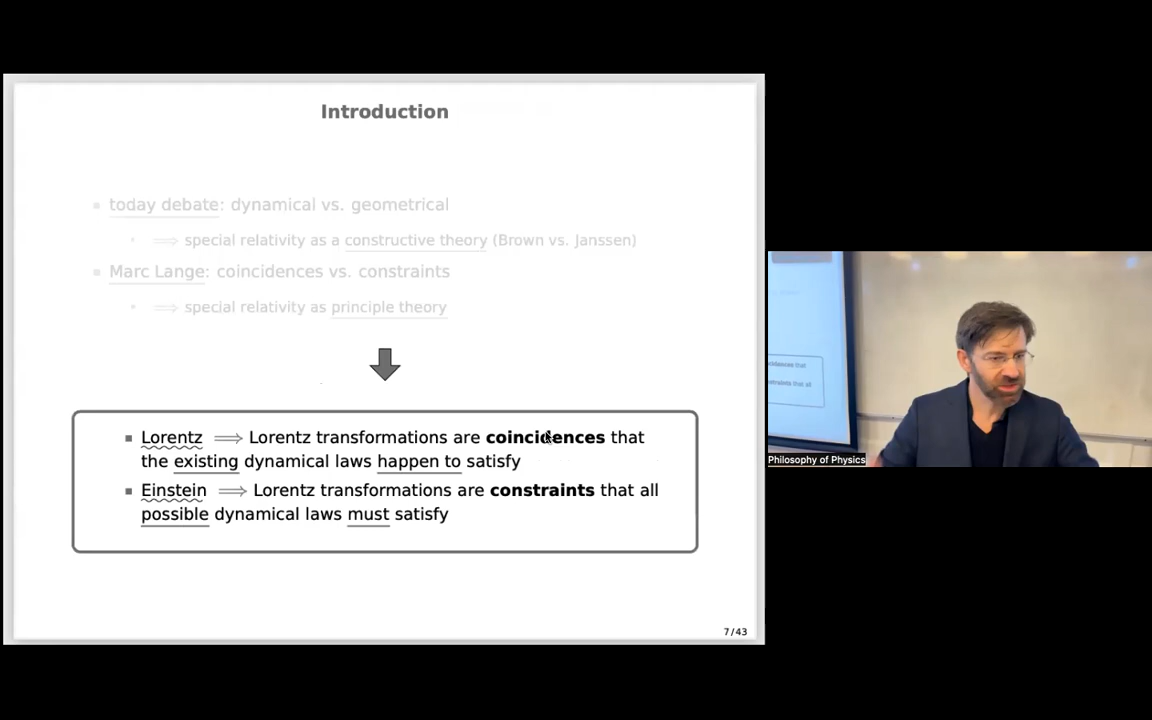 Introduction
▪ today debate: dynamical vs. geometrical
• ⟹ special relativity as a constructive theory (Brown vs. Janssen)
▪ Marc Lange: coincidences vs. constraints
• ⟹ special relativity as principle theory
▪ Lorentz ⟹ Lorentz transformations are coincidences that
the existing dynamical laws happen to satisfy
▪ Einstein ⟹ Lorentz transformations are constraints that all
possible dynamical laws must satisfy
7/43
Philosophy of Physics